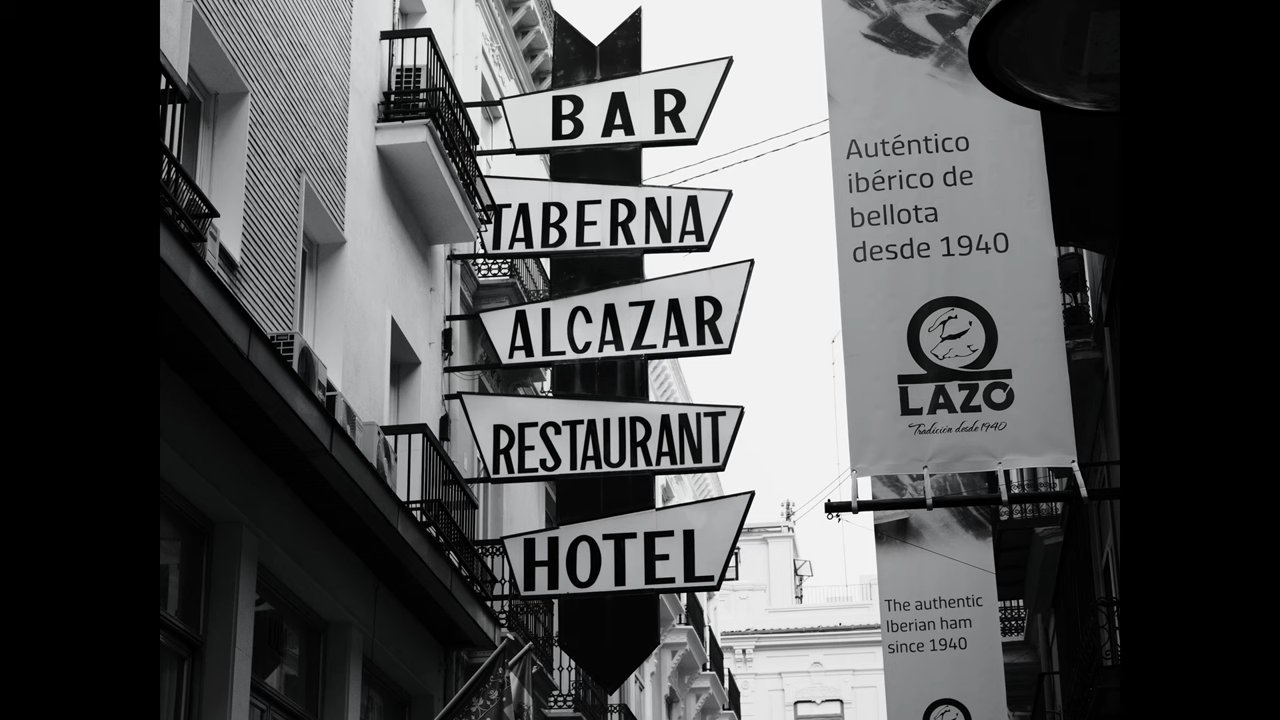 BAR
TABERNA
ALCAZAR
RESTAURANT
HOTEL
Auténtico
ibérico de
bellota
desde 1940
LAZO
Tradición desde 1940
The authentic
Iberian ham
since 1940